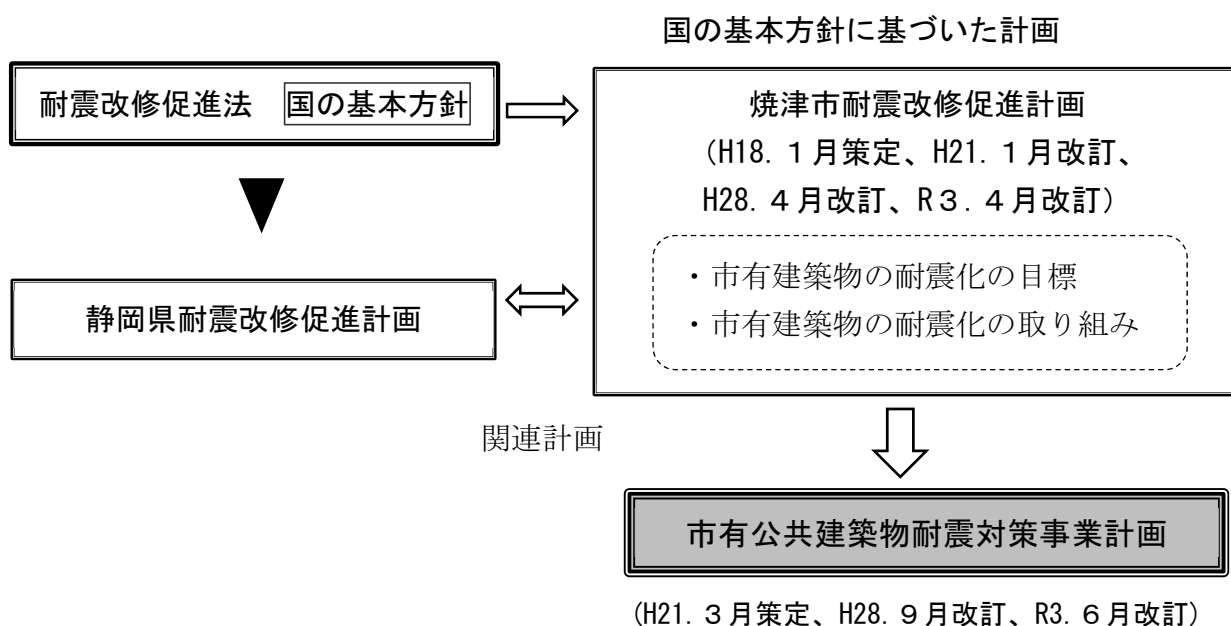 国の基本方針に基づいた計画
耐震改修促進法 国の基本方針
焼津市耐震改修促進計画
（H18．１月策定、H21．１月改訂、
H28．４月改訂、R３．４月改訂）
・市有建築物の耐震化の目標
・市有建築物の耐震化の取り組み
静岡県耐震改修促進計画
関連計画
市有公共建築物耐震対策事業計画
（H21．３月策定、H28．９月改訂、R3．６月改訂）